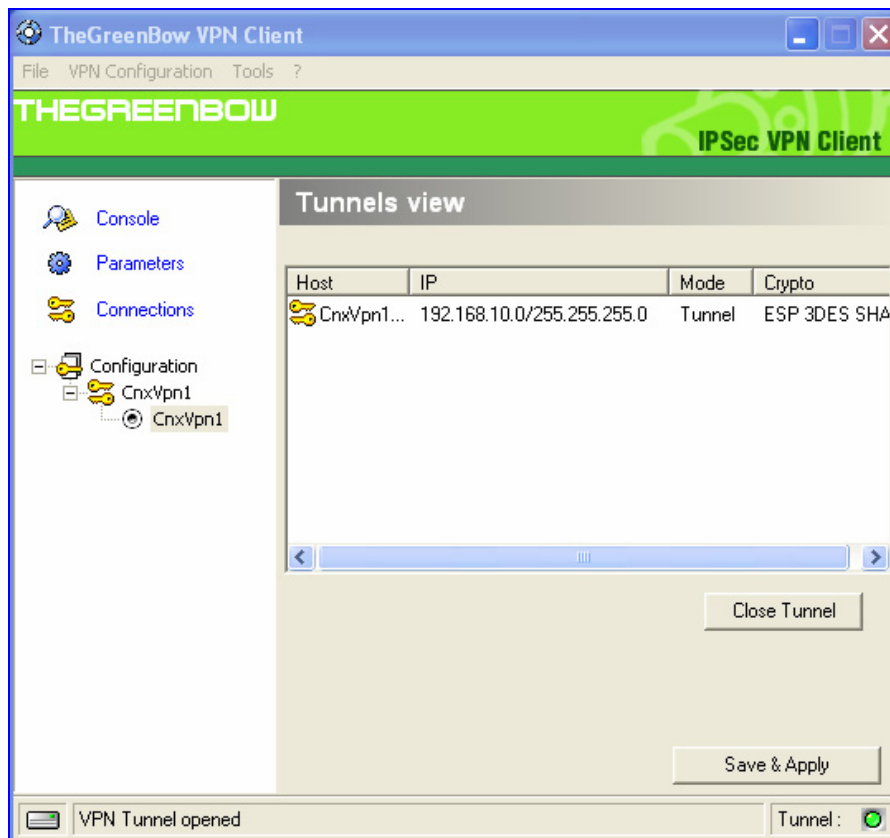 TheGreenBow VPN Client
File VPN Configuration Tools ?
THEGREENBOW
IPSec VPN Client
Console
Parameters
Connections
Configuration
CnxVpn1
CnxVpn1
Tunnels view
Host IP Mode Crypto
CnxVpn1... 192.168.10.0/255.255.255.0 Tunnel ESP 3DES SHA
Close Tunnel
Save & Apply
VPN Tunnel opened
Tunnel :